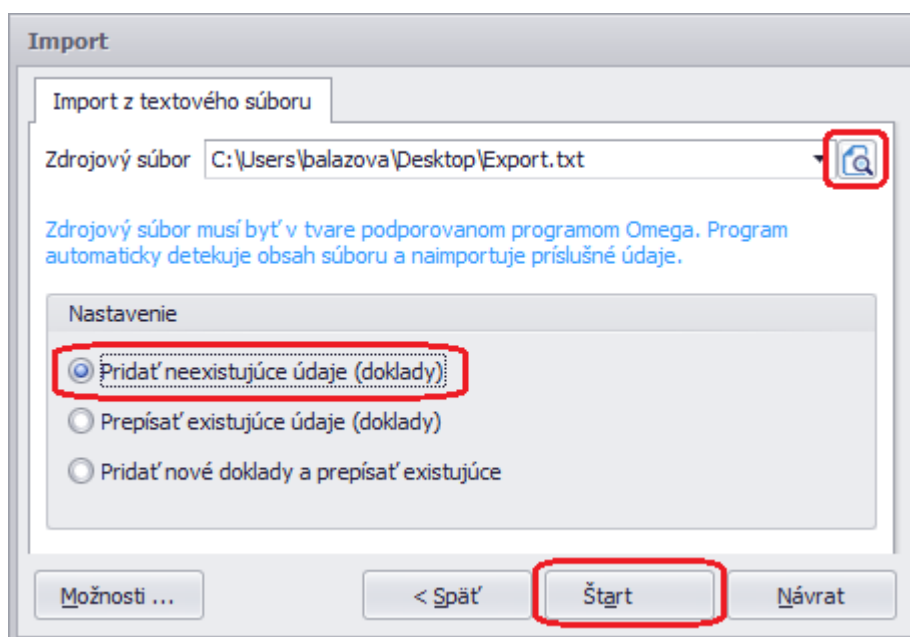 Import
Import z textového súboru
Zdrojový súbor C:\Users\balazova\Desktop\Export.txt
Zdrojový súbor musí byť v tvare podporovanom programom Omega. Program
automaticky detekuje obsah súboru a naimportuje príslušné údaje.
Nastavenie
Pridať neexistujúce údaje (doklady)
Prepísať existujúce údaje (doklady)
Pridať nové doklady a prepísať existujúce
Možnosti ... < Späť Štart Návrat